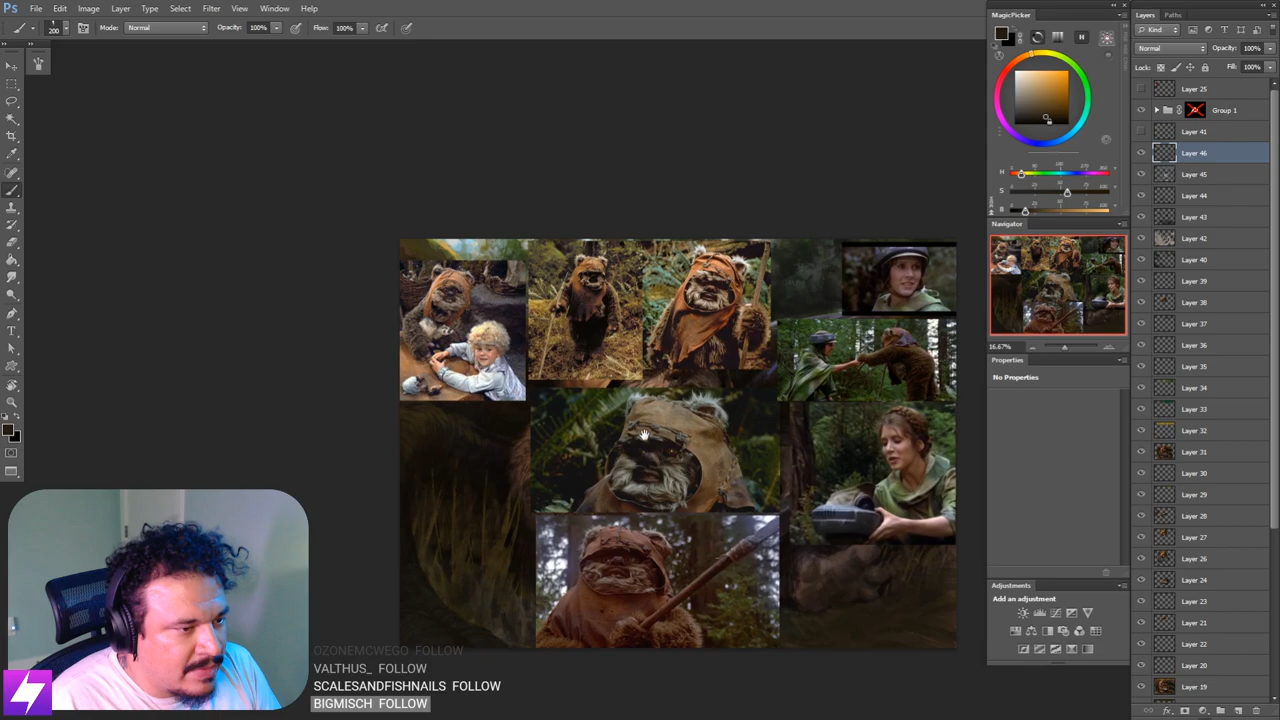 Ps File Edit Image Layer Type Select Filter View Window Help
200 Mode: Normal Opacity: 100% Flow: 100%
MagicPicker
H
H
S
B
Navigator
16.67%
Properties
No Properties
Adjustments
Add an adjustment
Layers Paths
Kind
Normal Opacity: 100%
Lock: Fill: 100%
Layer 25
Group 1
Layer 41
Layer 46
Layer 45
Layer 44
Layer 43
Layer 42
Layer 40
Layer 39
Layer 38
Layer 37
Layer 36
Layer 35
Layer 34
Layer 33
Layer 32
Layer 31
Layer 30
Layer 29
Layer 28
Layer 27
Layer 26
Layer 24
Layer 23
Layer 21
Layer 22
Layer 20
Layer 19
OZONEMCWEGO FOLLOW
VALTHUS_ FOLLOW
SCALESANDFISHNAILS FOLLOW
BIGMISCH FOLLOW